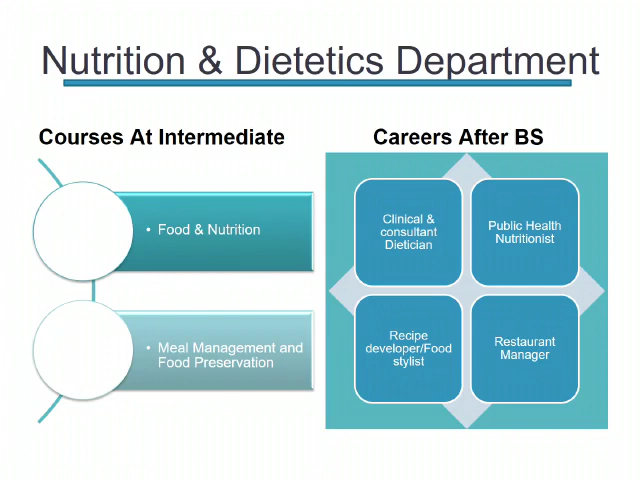 Nutrition & Dietetics Department
Courses At Intermediate
Careers After BS
• Food & Nutrition
• Meal Management and
Food Preservation
Clinical &
consultant
Dietician
Public Health
Nutritionist
Recipe
developer/Food
stylist
Restaurant
Manager